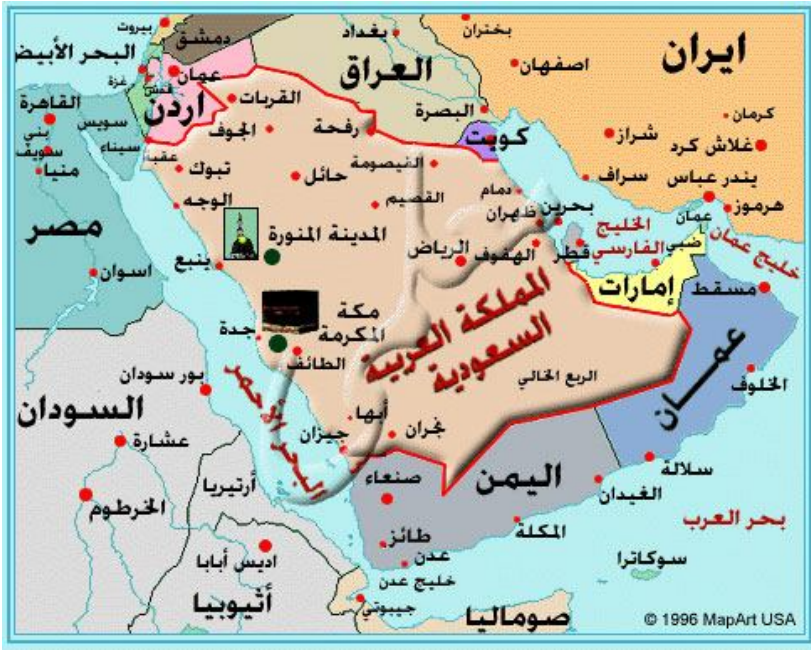 بيروت
دمشق
بغداد
بختران
ايران
البحر الأبيض
العراق
اصفهان
عمان
غزة
قدس
القاهرة
اردن
القربات
البصرة
كرمان
سويس
بني
سويف
سيناء
الجوف
رفحة
كويت
شراز
غلاش كرد
عقبة
منيا
تبوك
حائل
القيصومة
دمام
سراف
بندر عباس
الوجه
القصيم
ظهران
بحرين
عمان
هرموز
مصر
المدينة المنورة
الرياض
الهفوف
قطر
الخليج
الفارسي
ضبي
خليج عمان
اسوان
ينبع
إمارات
مسقط
مكة
المكرمة
المملكة العربية
السعودية
جدة
الطائف
عمان
بور سودان
البحر الأحمر
الربع الخالي
الخلوف
السودان
أبها
عشارة
جيزان
نجران
صنعاء
اليمن
سلالة
أرتيريا
الغيدان
الخرطوم
طائز
المكلة
بحر العرب
اديس أبابا
عدن
خليج عدن
سوكاترا
أثيوبيا
جيبوتي
صوماليا
© 1996 MapArt USA